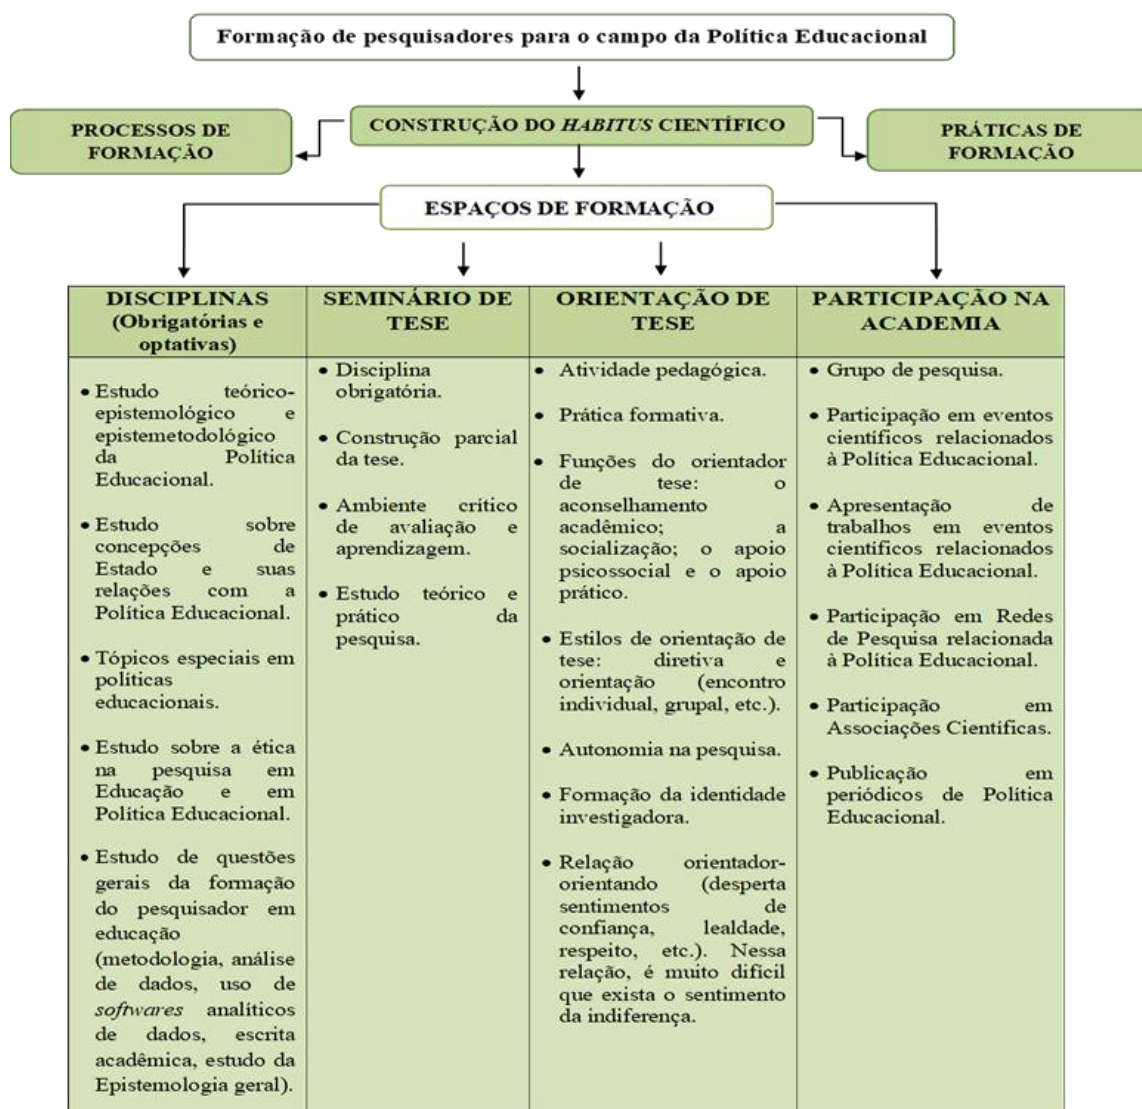 Formação de pesquisadores para o campo da Política Educacional
PROCESSOS DE
FORMAÇÃO
CONSTRUÇÃO DO HABITUS CIENTÍFICO
PRÁTICAS DE
FORMAÇÃO
ESPAÇOS DE FORMAÇÃO
DISCIPLINAS
(Obrigatórias e
optativas)
• Estudo teórico-
epistemológico e
epistemetodológico
da Política
Educacional.
• Estudo sobre
concepções de
Estado e suas
relações com a
Política Educacional.
• Tópicos especiais em
políticas
educacionais.
• Estudo sobre a ética
na pesquisa em
Educação e em
Política Educacional.
• Estudo de questões
gerais da formação
do pesquisador em
educação
(metodologia, análise
de dados, uso de
softwares analíticos
de dados, escrita
acadêmica, estudo da
Epistemologia geral).
SEMINÁRIO DE
TESE
• Disciplina
obrigatória.
• Construção parcial
da tese.
• Ambiente crítico
de avaliação e
aprendizagem.
• Estudo teórico e
prático da
pesquisa.
ORIENTAÇÃO DE
TESE
• Atividade pedagógica.
• Prática formativa.
• Funções do orientador
de tese: o
aconselhamento
acadêmico; a
socialização; o apoio
psicossocial e o apoio
prático.
• Estilos de orientação de
tese: diretiva e
orientação (encontro
individual, grupal, etc.).
• Autonomia na pesquisa.
• Formação da identidade
investigadora.
• Relação orientador-
orientando (desperta
sentimentos de
confiança, lealdade,
respeito, etc.). Nessa
relação, é muito difícil
que exista o sentimento
da indiferença.
PARTICIPAÇÃO NA
ACADEMIA
• Grupo de pesquisa.
• Participação em eventos
científicos relacionados
à Política Educacional.
• Apresentação de
trabalhos em eventos
científicos relacionados
à Política Educacional.
• Participação em Redes
de Pesquisa relacionada
à Política Educacional.
• Participação em
Associações Científicas.
• Publicação em
periódicos de Política
Educacional.